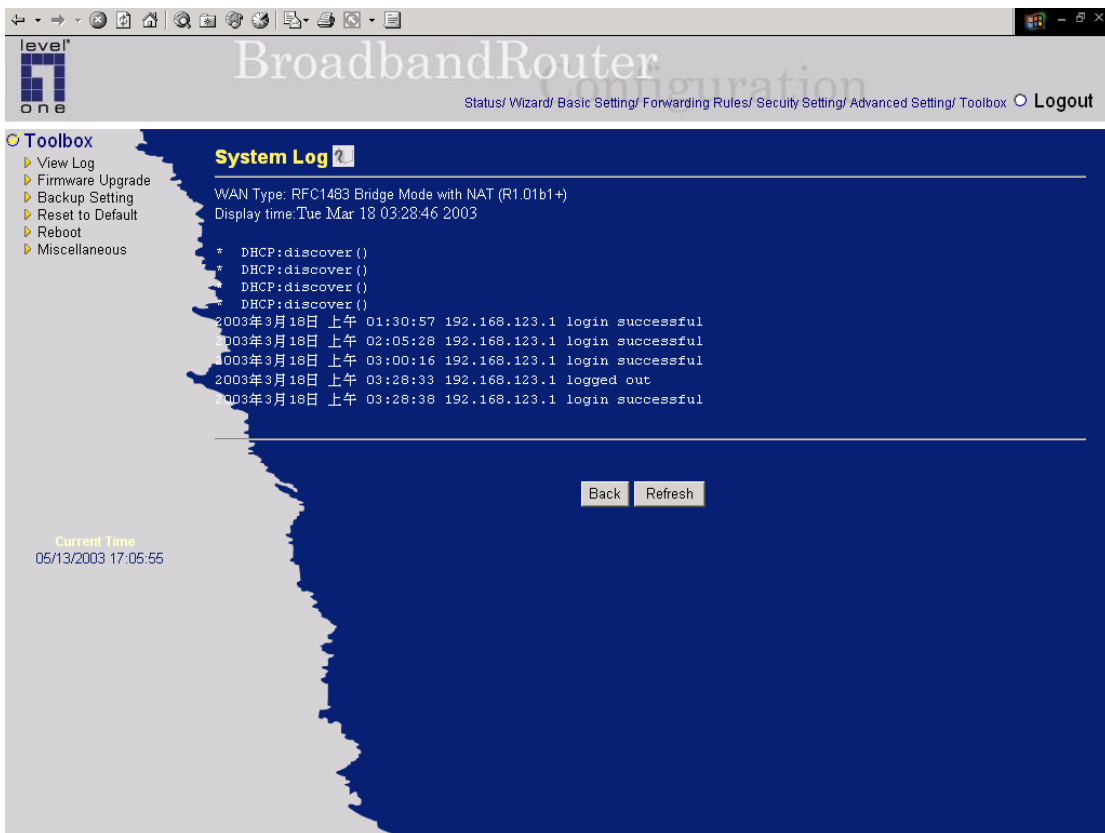 level
one
BroadbandRouter
Configuration
Status/ Wizard/ Basic Setting/ Forwarding Rules/ Secuity Setting/ Advanced Setting/ Toolbox Logout
Toolbox
View Log
Firmware Upgrade
Backup Setting
Reset to Default
Reboot
Miscellaneous
Current Time
05/13/2003 17:05:55
System Log
WAN Type: RFC1483 Bridge Mode with NAT (R1.01b1+)
Display time:Tue Mar 18 03:28:46 2003
* DHCP:discover()
* DHCP:discover()
* DHCP:discover()
* DHCP:discover()
2003年3月18日 上午 01:30:57 192.168.123.1 login successful
2003年3月18日 上午 02:05:28 192.168.123.1 login successful
2003年3月18日 上午 03:00:16 192.168.123.1 login successful
2003年3月18日 上午 03:28:33 192.168.123.1 logged out
2003年3月18日 上午 03:28:38 192.168.123.1 login successful
Back Refresh